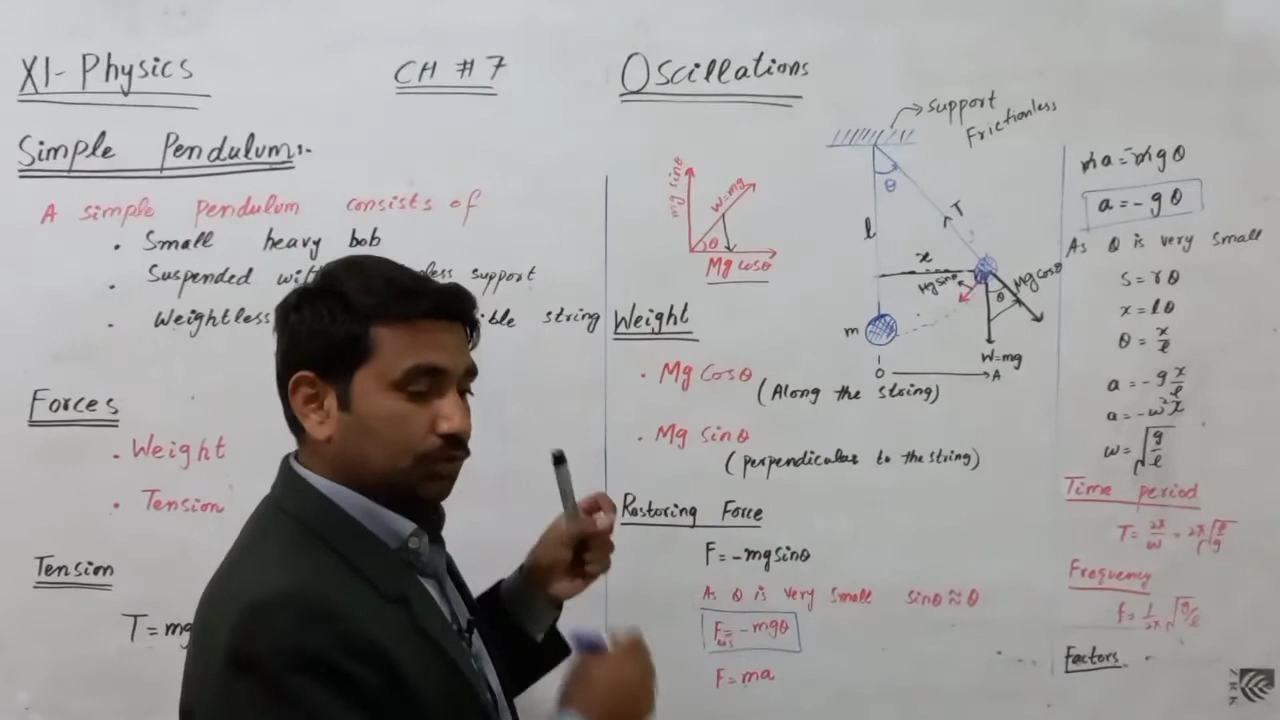 XI- Physics
CH # 7
Oscillations
Simple Pendulum:-
A simple pendulum consists of
. Small heavy bob
Suspended support
. Weightless string
Forces
. Weight
. Tension
Tension
T = mg
mg sinθ
W=mg
θ
Mg cosθ
Support
Frictionless
θ
l
T
x
Mg sinθ
θ
Mg cosθ
m
W=mg
O
A
Weight
. Mg Cosθ
(Along the string)
. Mg sinθ
(perpendicular to the string)
Restoring Force
F = -mg sinθ
As θ is very small sinθ≈θ
F res = -mgθ
F = ma
ma = -mgθ
a = -gθ
As θ is very small
s = rθ
x = lθ
θ = x/l
a = -g x/l
a = -ω²x
ω = √g/l
Time period
T = 2π/ω = 2π√l/g
Frequency
f = 1/2π √g/l
Factors